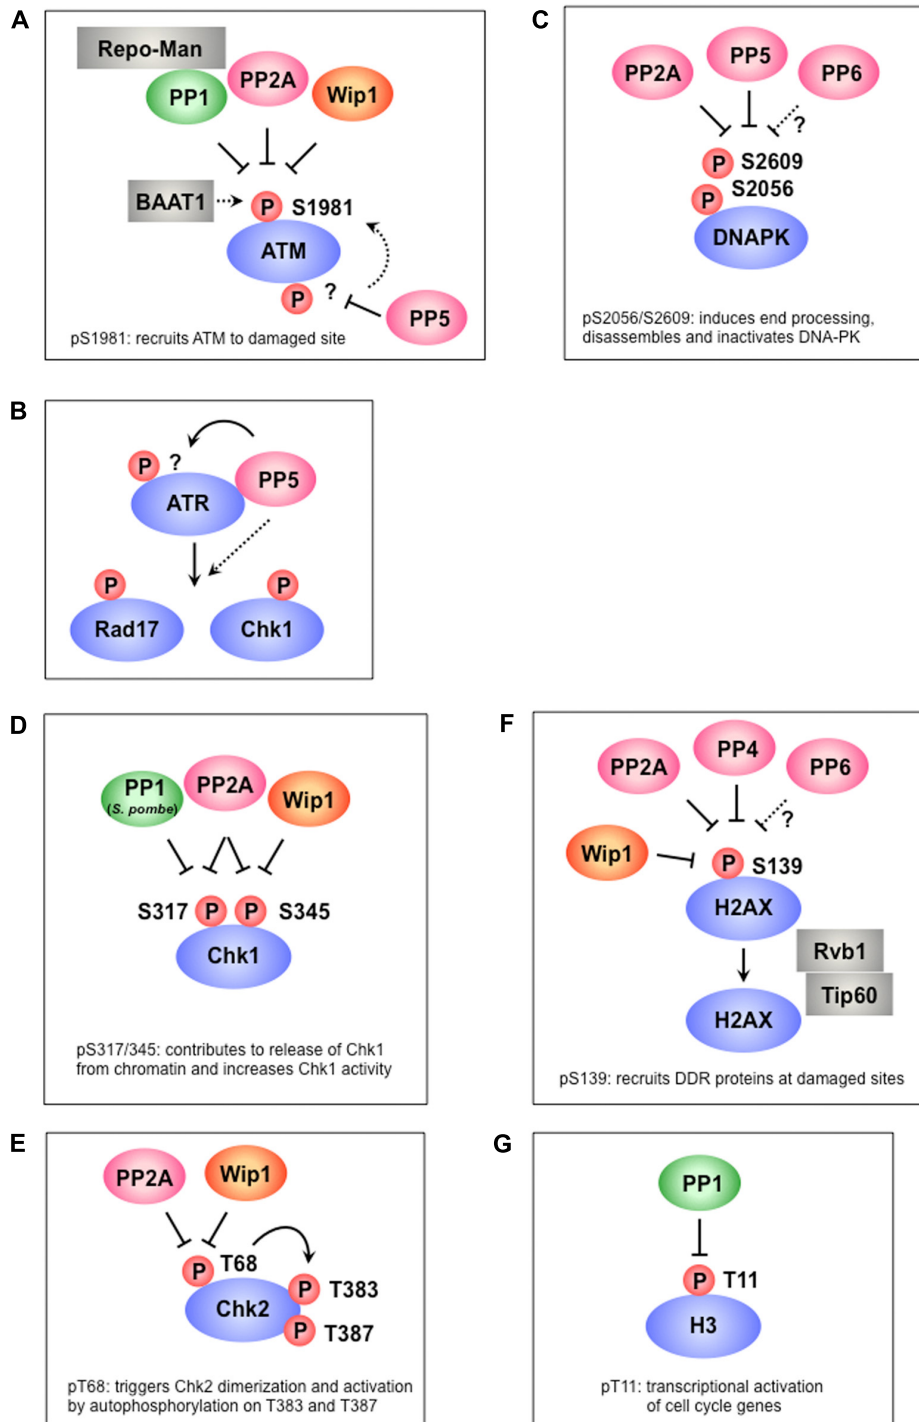 A
Repo-Man
PP1
PP2A
Wip1
BAAT1
P
S1981
ATM
P
?
PP5
pS1981: recruits ATM to damaged site
C
PP2A
PP5
PP6
?
P
S2609
P
S2056
DNAPK
pS2056/S2609: induces end processing,
disassembles and inactivates DNA-PK
B
P
?
ATR
PP5
P
Rad17
P
Chk1
D
PP1
(S. pombe)
PP2A
Wip1
S317
P
P
S345
Chk1
pS317/345: contributes to release of Chk1
from chromatin and increases Chk1 activity
F
PP2A
PP4
PP6
?
Wip1
P
S139
H2AX
Rvb1
Tip60
H2AX
pS139: recruits DDR proteins at damaged sites
E
PP2A
Wip1
P
T68
Chk2
P
T383
P
T387
pT68: triggers Chk2 dimerization and activation
by autophosphorylation on T383 and T387
G
PP1
P
T11
H3
pT11: transcriptional activation
of cell cycle genes